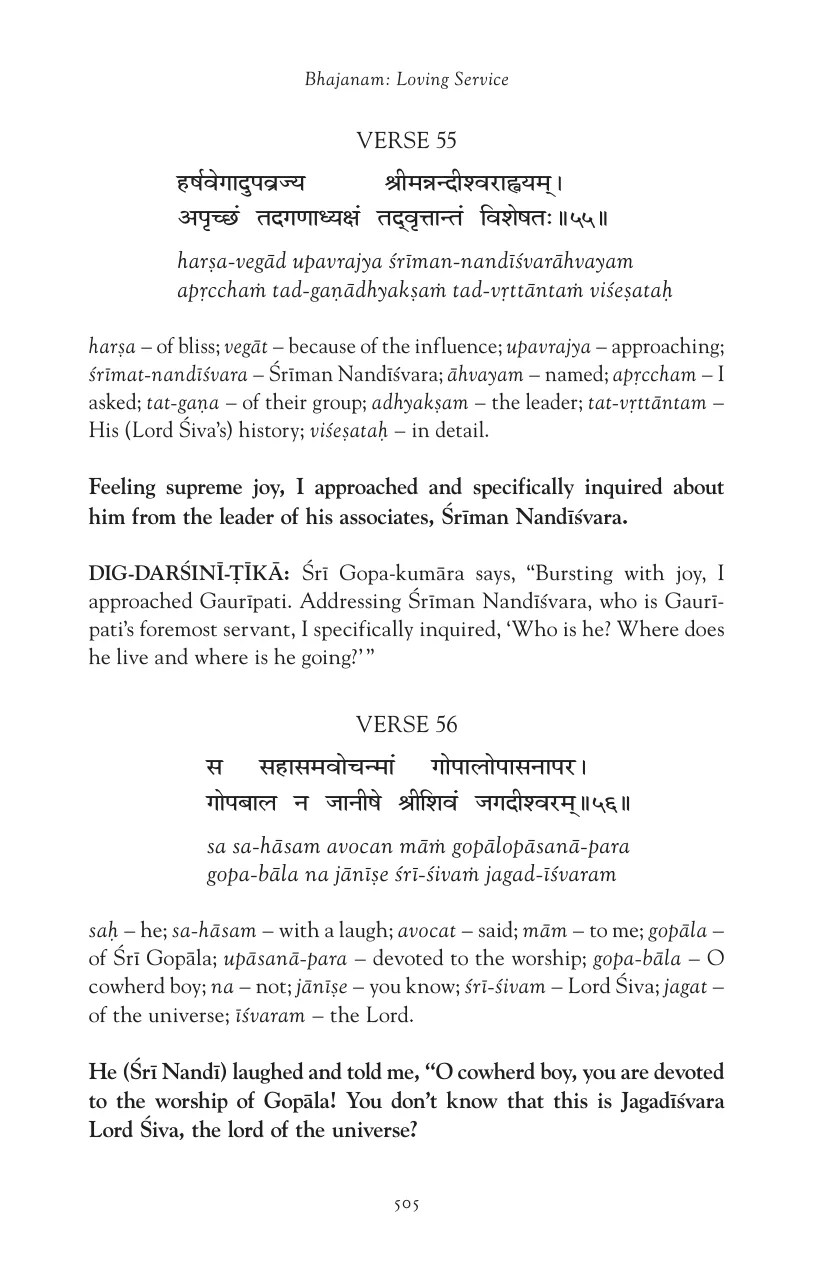 Bhajanam: Loving Service
VERSE 55
हर्षवेगादुपव्रज्य श्रीमन्नन्दीश्वराह्वयम्।
अपृच्छं तदगणाध्यक्षं तद्वृत्तान्तं विशेषतः॥५५॥
harṣa-vegād upavrajya śrīman-nandīśvarāhvayam
apṛcchaṁ tad-gaṇādhyakṣaṁ tad-vṛttāntaṁ viśeṣataḥ
harṣa – of bliss; vegāt – because of the influence; upavrajya – approaching;
śrīmat-nandīśvara – Śrīman Nandīśvara; āhvayam – named; apṛccham – I
asked; tat-gaṇa – of their group; adhyakṣam – the leader; tat-vṛttāntam –
His (Lord Śiva’s) history; viśeṣataḥ – in detail.
Feeling supreme joy, I approached and specifically inquired about
him from the leader of his associates, Śrīman Nandīśvara.
DIG-DARŚINĪ-ṬĪKĀ: Śrī Gopa-kumāra says, “Bursting with joy, I
approached Gaurīpati. Addressing Śrīman Nandīśvara, who is Gaurī-
pati’s foremost servant, I specifically inquired, ‘Who is he? Where does
he live and where is he going?’”
VERSE 56
स सहासमवोचन्मां गोपालोपासनापर।
गोपबाल न जानीषे श्रीशिवं जगदीश्वरम्॥५६॥
sa sa-hāsam avocan māṁ gopālopāsanā-para
gopa-bāla na jānīṣe śrī-śivaṁ jagad-īśvaram
saḥ – he; sa-hāsam – with a laugh; avocat – said; mām – to me; gopāla –
of Śrī Gopāla; upāsanā-para – devoted to the worship; gopa-bāla – O
cowherd boy; na – not; jānīṣe – you know; śrī-śivam – Lord Śiva; jagat –
of the universe; īśvaram – the Lord.
He (Śrī Nandī) laughed and told me, “O cowherd boy, you are devoted
to the worship of Gopāla! You don’t know that this is Jagadīśvara
Lord Śiva, the lord of the universe?
505